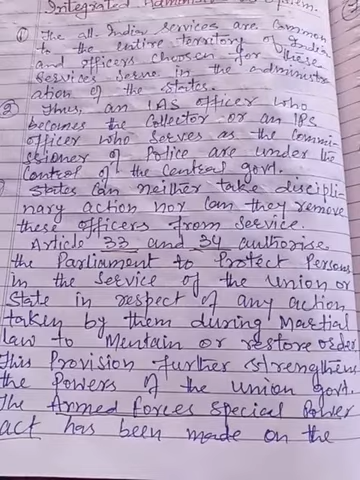 Integrated Administ System.
① The all India services are common
to the entire territory of India
and officers choosen for these
services serve in the administr
ation of the states.
② Thus, an IAS officer who
becomes the Collector or an IPS
officer who serves as the Commi-
ssioner of Police are under the
Control of the Central govt.
States Can neither take discipli-
nary action nor Can they remove
these officers from service.
Article 33 and 34 authorise
the Parliament to Protect Persons
in the Service of the Union or
State in respect of any action
taken by them during Martial
law to Mentain or restore order
This Provision further strengthens
the Powers of the union govt.
The Armed forces special Power
act has been made on the